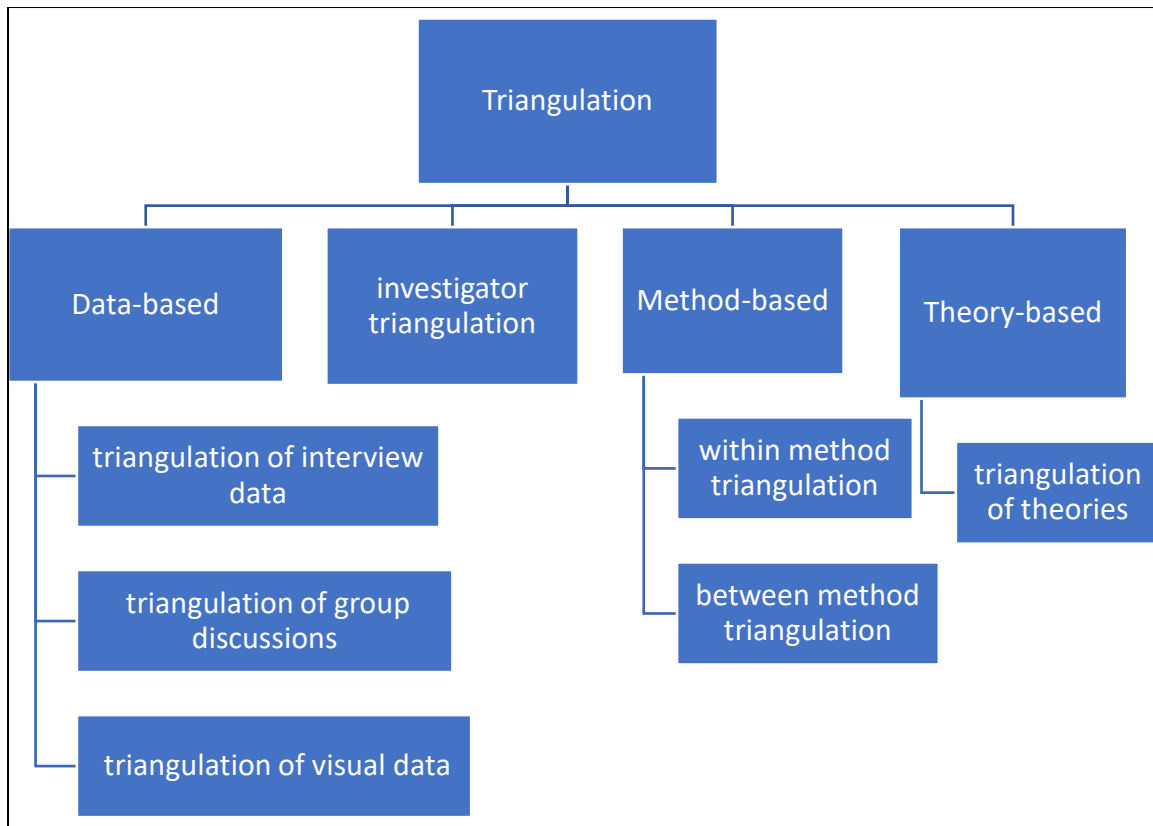 Triangulation
Data-based
investigator
triangulation
Method-based
Theory-based
triangulation of interview
data
triangulation of group
discussions
triangulation of visual data
within method
triangulation
between method
triangulation
triangulation
of theories